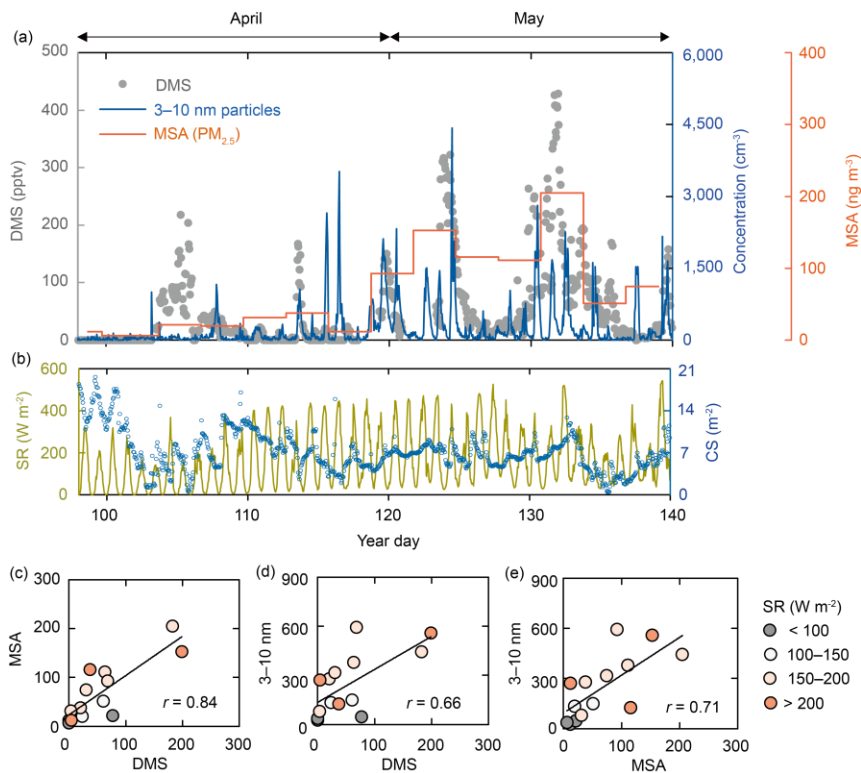 April May
(a)
500 6,000 400
DMS
3–10 nm particles
MSA (PM2.5)
400
4,500 300
300
3,000 200
200
1,500 100
100
0 0 0
DMS (pptv)
Concentration (cm-3)
MSA (ng m-3)
(b)
600 21
400 14
200 7
0 0
SR (W m-2)
CS (m-2)
100 110 120 130 140
Year day
(c) (d) (e)
300 900 900
200 600 600
100 300 300
0 0 0
r = 0.84 r = 0.66 r = 0.71
0 100 200 300 0 100 200 300 0 100 200 300
MSA 3–10 nm 3–10 nm
DMS DMS MSA
SR (W m-2)
< 100
100–150
150–200
> 200